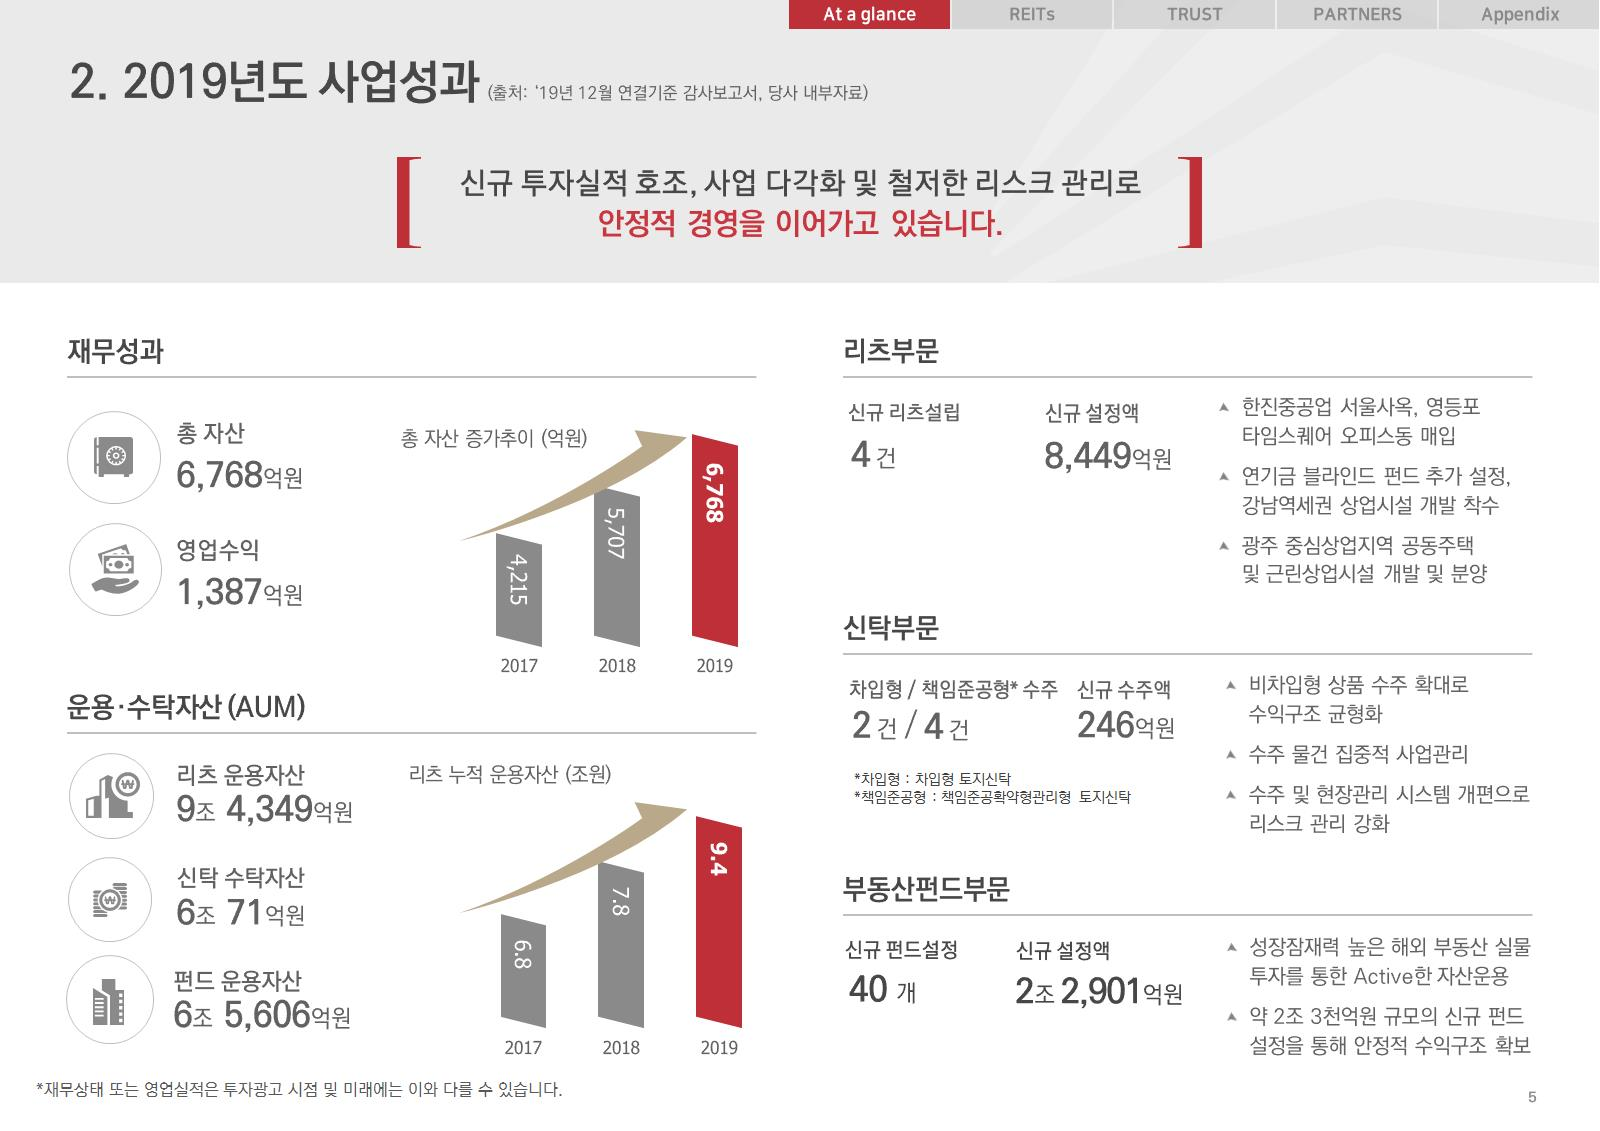 At a glance
REITs
TRUST
PARTNERS
Appendix
2. 2019년도 사업성과 (출처: ‘19년 12월 연결기준 감사보고서, 당사 내부자료)
신규 투자실적 호조, 사업 다각화 및 철저한 리스크 관리로
안정적 경영을 이어가고 있습니다.
재무성과
총 자산
6,768억원
영업수익
1,387억원
총 자산 증가추이 (억원)
4,215
5,707
6,768
2017
2018
2019
운용·수탁자산 (AUM)
리츠 운용자산
9조 4,349억원
신탁 수탁자산
6조 71억원
펀드 운용자산
6조 5,606억원
리츠 누적 운용자산 (조원)
6.8
7.8
9.4
2017
2018
2019
리츠부문
신규 리츠설립
4 건
신규 설정액
8,449억원
한진중공업 서울사옥, 영등포
타임스퀘어 오피스동 매입
연기금 블라인드 펀드 추가 설정,
강남역세권 상업시설 개발 착수
광주 중심상업지역 공동주택
및 근린상업시설 개발 및 분양
신탁부문
차입형 / 책임준공형* 수주
2 건 / 4 건
신규 수주액
246억원
*차입형 : 차입형 토지신탁
*책임준공형 : 책임준공확약형관리형 토지신탁
비차입형 상품 수주 확대로
수익구조 균형화
수주 물건 집중적 사업관리
수주 및 현장관리 시스템 개편으로
리스크 관리 강화
부동산펀드부문
신규 펀드설정
40 개
신규 설정액
2조 2,901억원
성장잠재력 높은 해외 부동산 실물
투자를 통한 Active한 자산운용
약 2조 3천억원 규모의 신규 펀드
설정을 통해 안정적 수익구조 확보
*재무상태 또는 영업실적은 투자광고 시점 및 미래에는 이와 다를 수 있습니다.
5